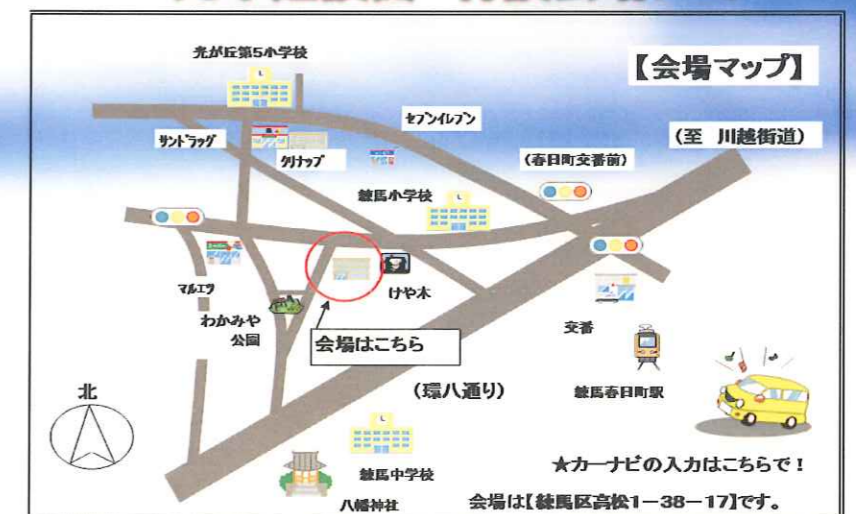 光が丘第5小学校
【会場マップ】
セブンイレブン
(至 川越街道)
サンドラッグ
クリナップ
(春日町交番前)
練馬小学校
マルエツ
けや木
わかみや
公園
交番
会場はこちら
北
(環八通り)
練馬春日町駅
練馬中学校
★カーナビの入力はこちらで!
八幡神社
会場は【練馬区高松1-38-17】です。